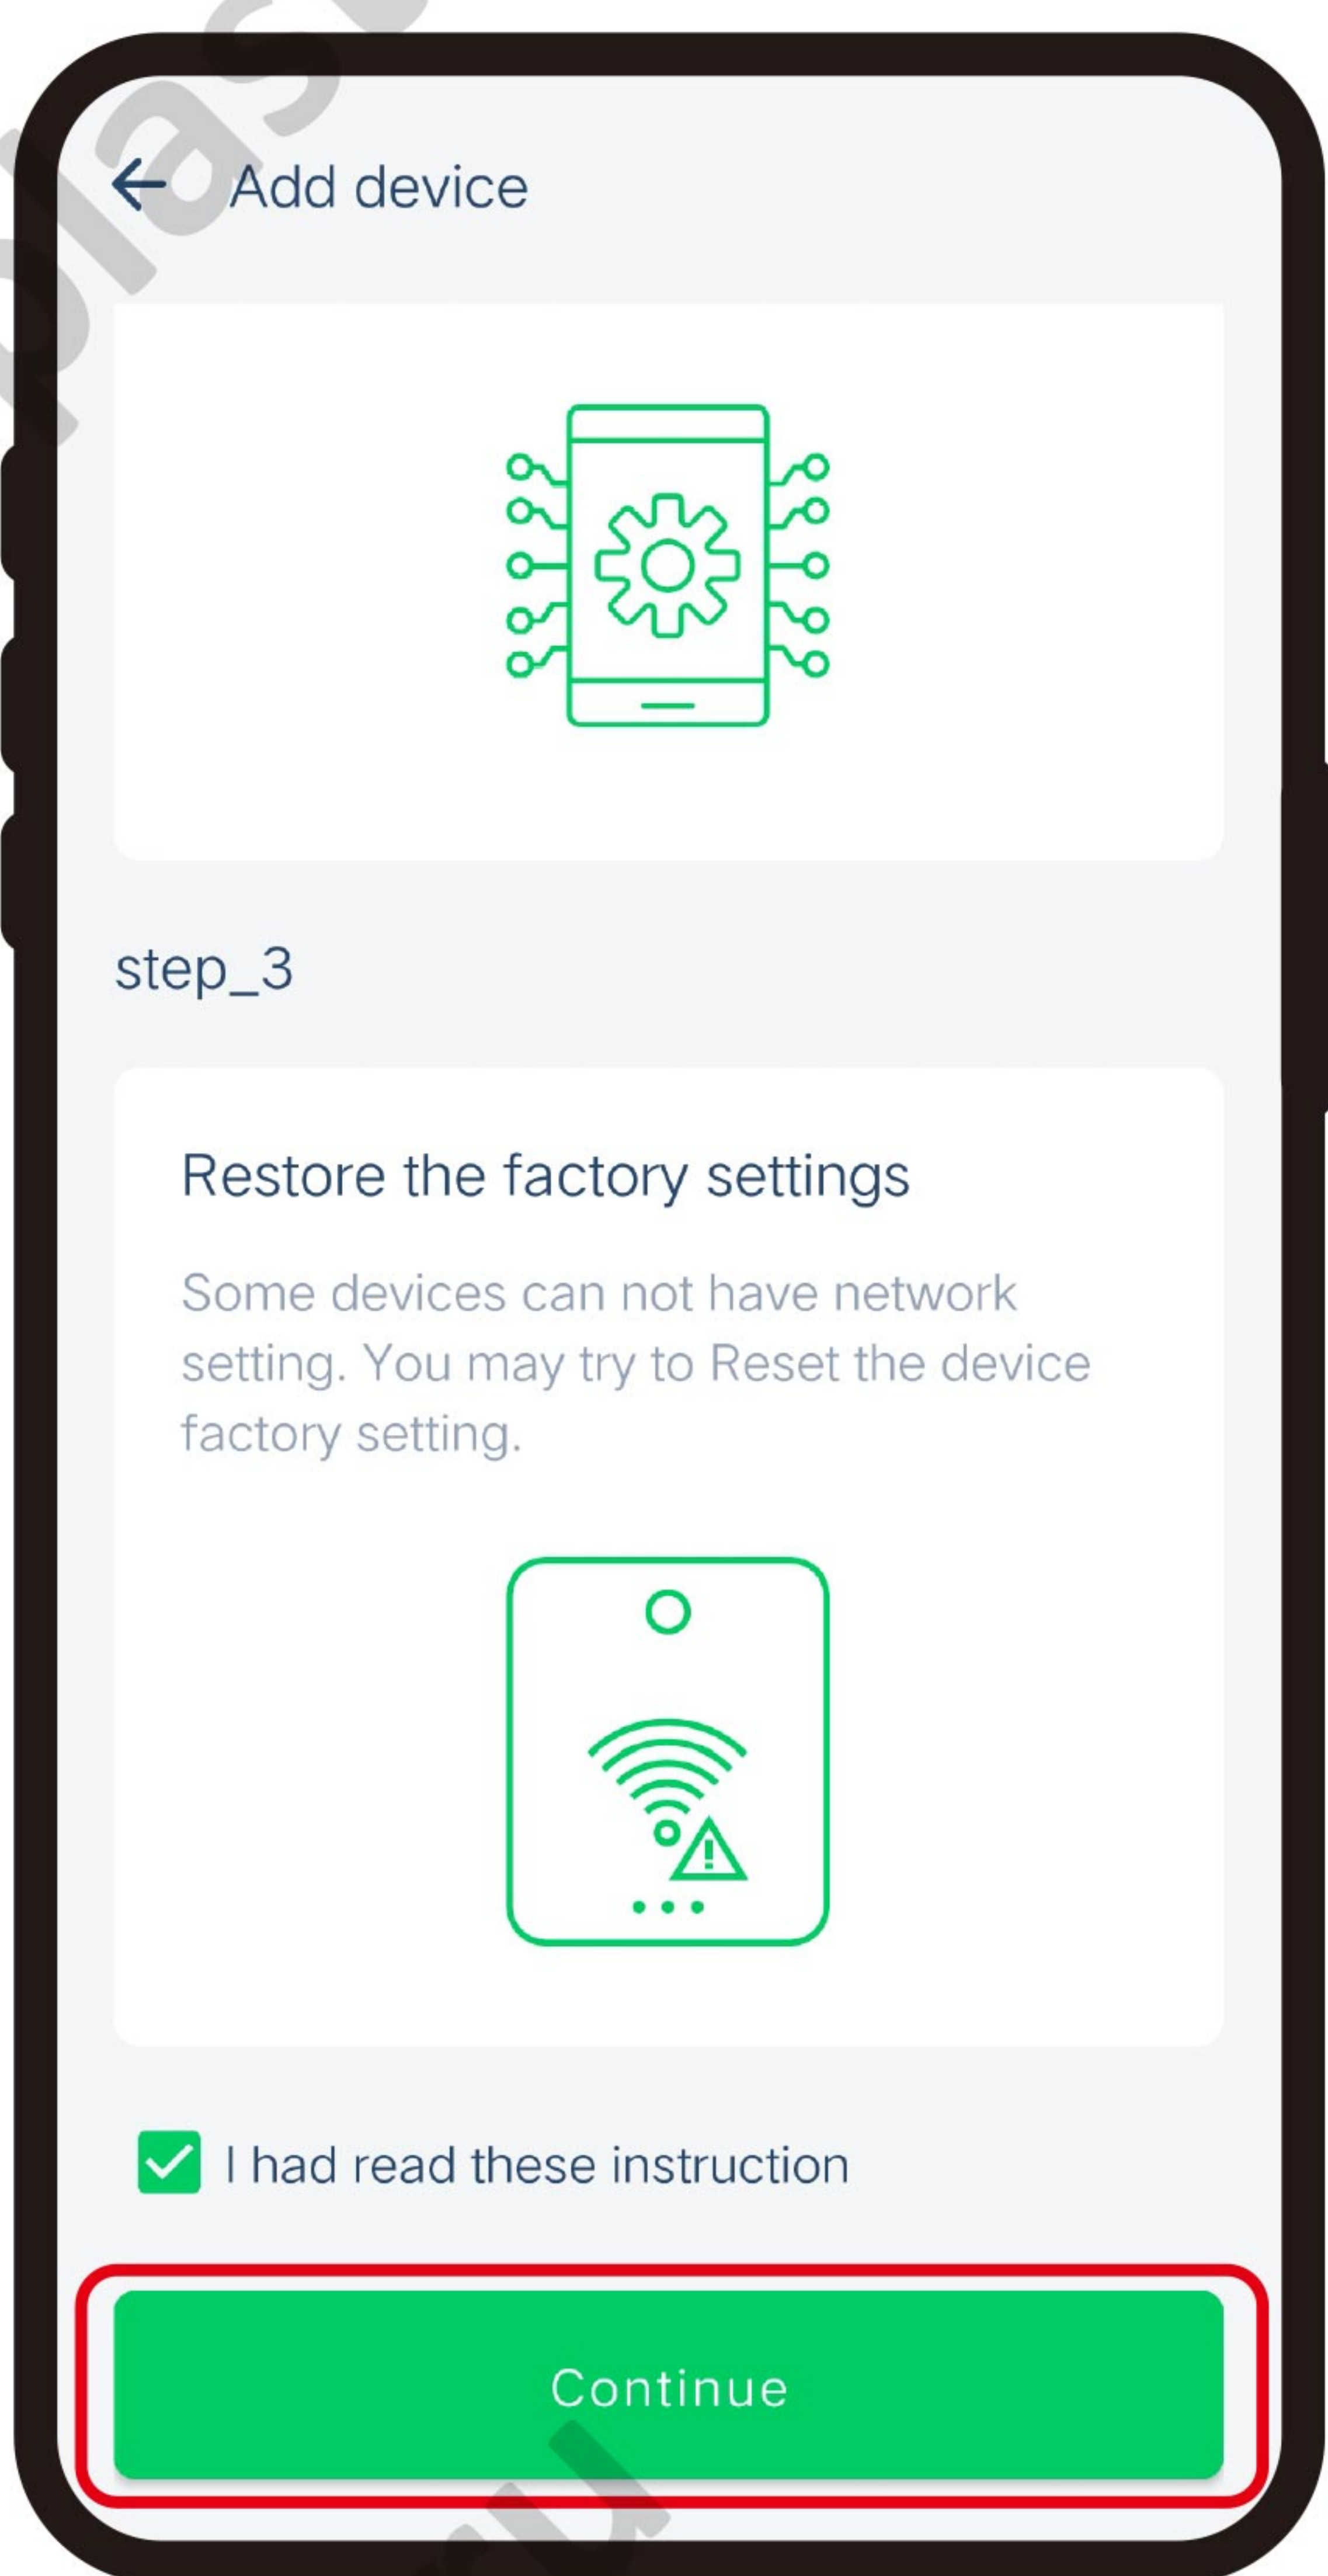 Add device
step_3
Restore the factory settings
Some devices can not have network
setting. You may try to Reset the device
factory setting.
I had read these instruction
Continue